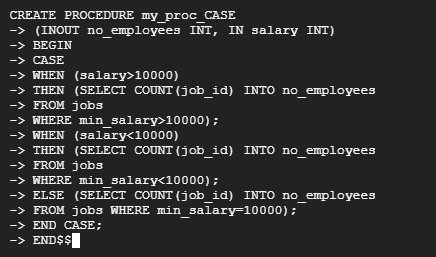 CREATE PROCEDURE my_proc_CASE
-> (INOUT no_employees INT, IN salary INT)
-> BEGIN
-> CASE
-> WHEN (salary>10000)
-> THEN (SELECT COUNT(job_id) INTO no_employees
-> FROM jobs
-> WHERE min_salary>10000);
-> WHEN (salary<10000)
-> THEN (SELECT COUNT(job_id) INTO no_employees
-> FROM jobs
-> WHERE min_salary<10000);
-> ELSE (SELECT COUNT(job_id) INTO no_employees
-> FROM jobs WHERE min_salary=10000);
-> END CASE;
-> END$$